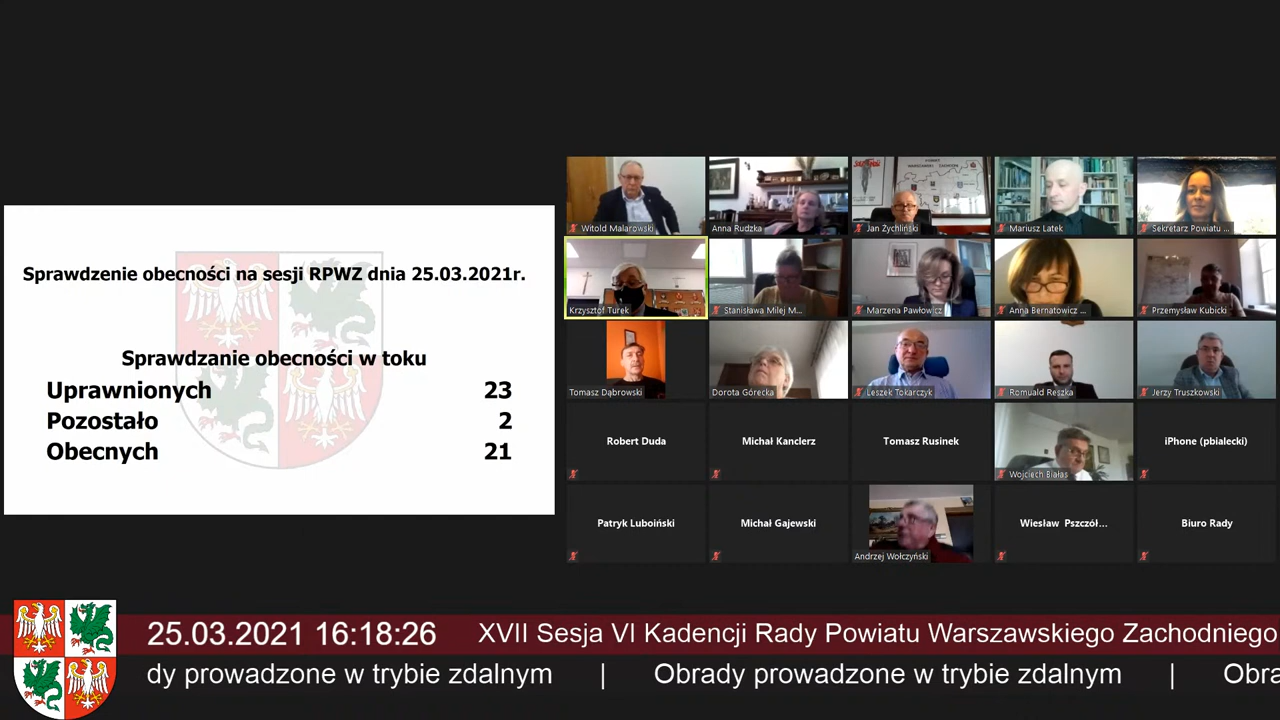 Sprawdzenie obecności na sesji RPWZ dnia 25.03.2021r.
Sprawdzanie obecności w toku
Uprawnionych 23
Pozostało 2
Obecnych 21
Witold Malarowski
Anna Rudzka
Jan Żychliński
Mariusz Latek
Sekretarz Powiatu ...
Krzysztof Turek
Stanisława Milej M...
Marzena Pawłowicz
Anna Bernatowicz ...
Przemysław Kubicki
Tomasz Dąbrowski
Dorota Górecka
Leszek Tokarczyk
Romuald Reszka
Jerzy Truszkowski
Robert Duda
Michał Kanclerz
Tomasz Rusinek
Wojciech Białas
iPhone (pbialecki)
Patryk Luboiński
Michał Gajewski
Andrzej Wołczyński
Wiesław Pszczół...
Biuro Rady
25.03.2021 16:18:26 XVII Sesja VI Kadencji Rady Powiatu Warszawskiego Zachodniego
dy prowadzone w trybie zdalnym | Obrady prowadzone w trybie zdalnym | Obra